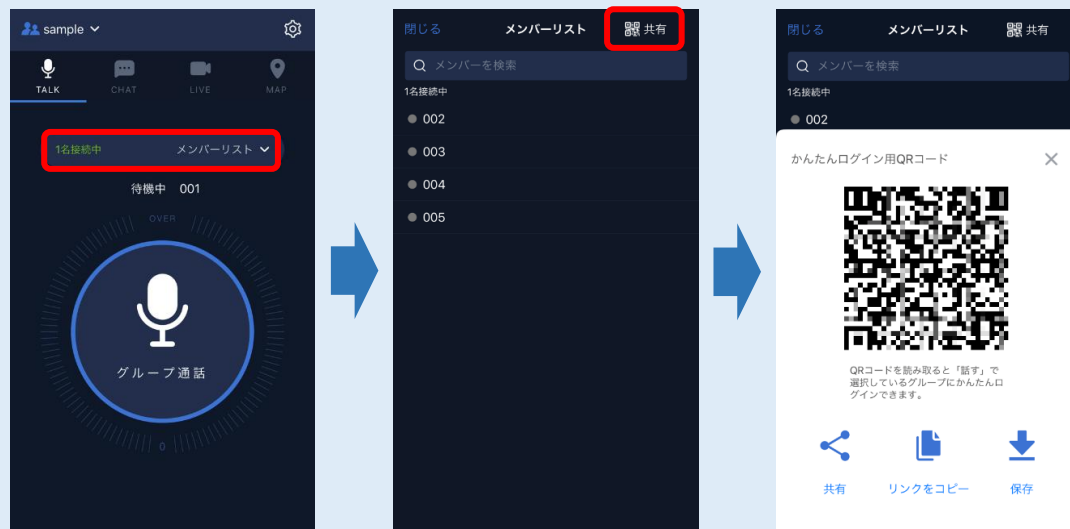 sample
TALK
CHAT
LIVE
MAP
1名接続中 メンバーリスト
待機中 001
OVER
グループ通話
0
閉じる メンバーリスト 共有
メンバーを検索
1名接続中
002
003
004
005
閉じる メンバーリスト 共有
メンバーを検索
1名接続中
002
かんたんログイン用QRコード
QRコードを読み取ると「話す」で
選択しているグループにかんたんロ
グインできます。
共有
リンクをコピー
保存